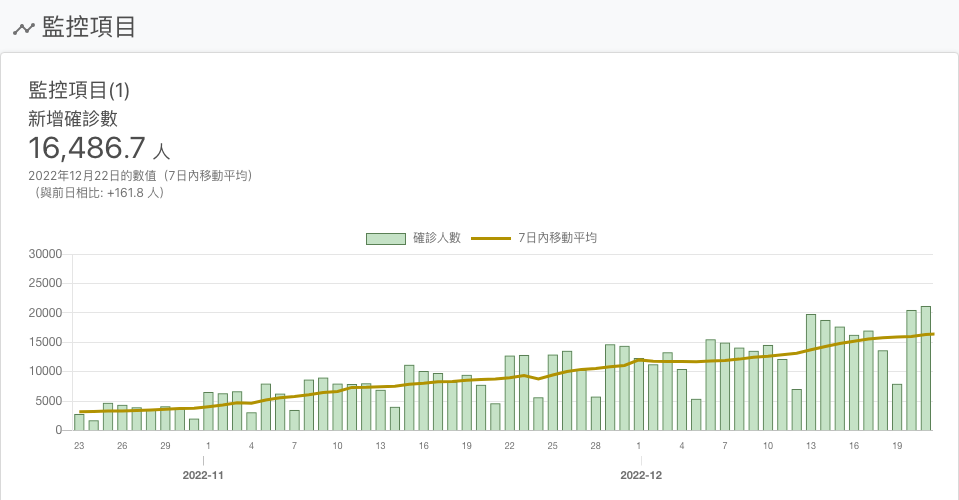 監控項目
監控項目(1)
新增確診數
16,486.7 人
2022年12月22日的數值（7日內移動平均）
（與前日相比: +161.8 人）
確診人數 7日內移動平均
30000
25000
20000
15000
10000
5000
0
23 26 29 1 4 7 10 13 16 19 22 25 28 1 4 7 10 13 16 19
2022-11 2022-12